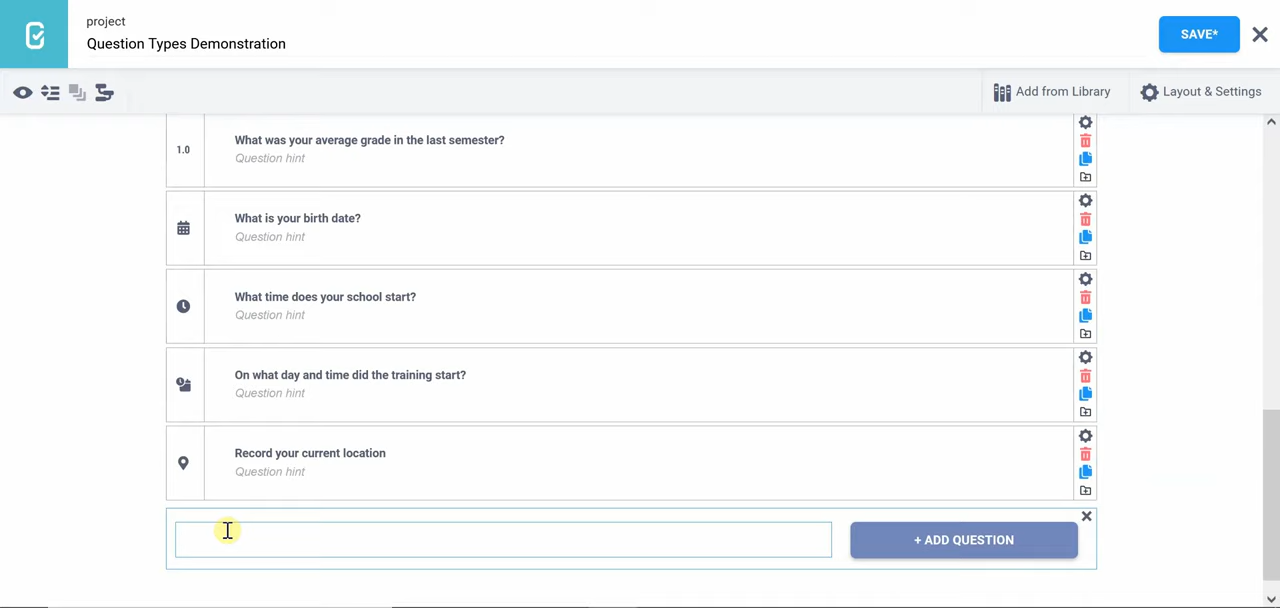 project
Question Types Demonstration
SAVE*
Add from Library
Layout & Settings
1.0
What was your average grade in the last semester?
Question hint
What is your birth date?
Question hint
What time does your school start?
Question hint
On what day and time did the training start?
Question hint
Record your current location
Question hint
+ ADD QUESTION